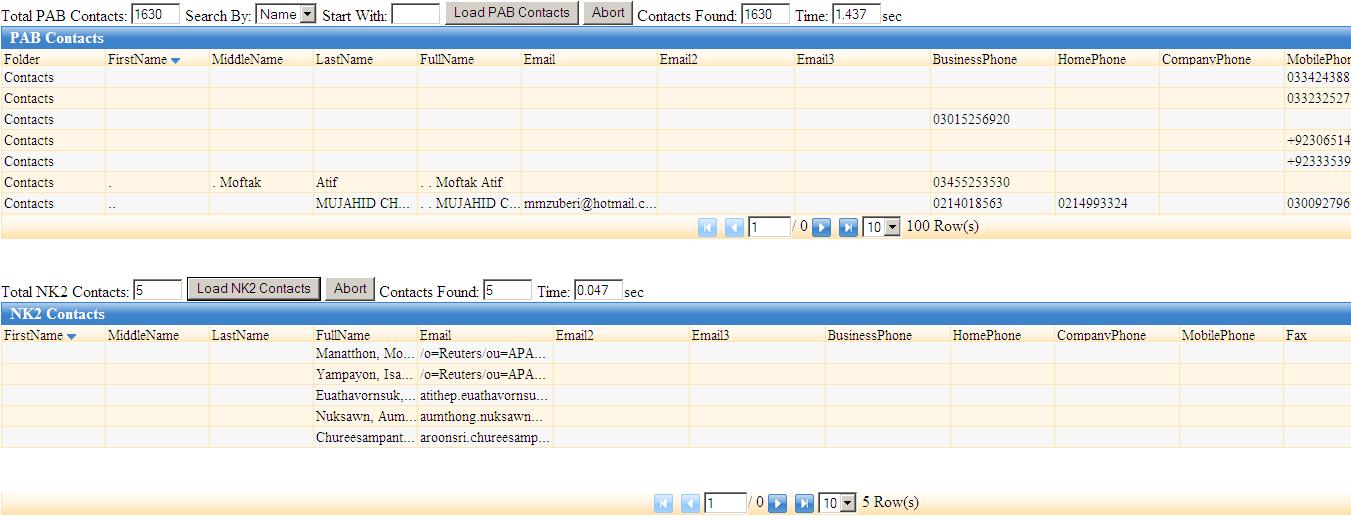 Total PAB Contacts: 1630 Search By: Name Start With: Load PAB Contacts Abort Contacts Found: 1630 Time: 1.437 sec
PAB Contacts
Folder FirstName MiddleName LastName FullName Email Email2 Email3 BusinessPhone HomePhone CompanyPhone MobilePhon
Contacts 033424388
Contacts 033232527
Contacts 03015256920
Contacts +92306514
Contacts +92333539
Contacts . . Moftak Atif . . Moftak Atif 03455253530
Contacts .. MUJAHID CH... . . MUJAHID C... mmzuberi@hotmail.c... 0214018563 0214993324 030092796
1 / 0 10 100 Row(s)
Total NK2 Contacts: 5 Load NK2 Contacts Abort Contacts Found: 5 Time: 0.047 sec
NK2 Contacts
FirstName MiddleName LastName FullName Email Email2 Email3 BusinessPhone HomePhone CompanyPhone MobilePhone Fax
Manatthon, Mo... /o=Reuters/ou=APA...
Yampayon, Isa... /o=Reuters/ou=APA...
Euathavornsuk,... atithep.euathavornsu...
Nuksawn, Aum... aumthong.nuksawn...
Chureesampant... aroonsri.chureesamp...
1 / 0 10 5 Row(s)